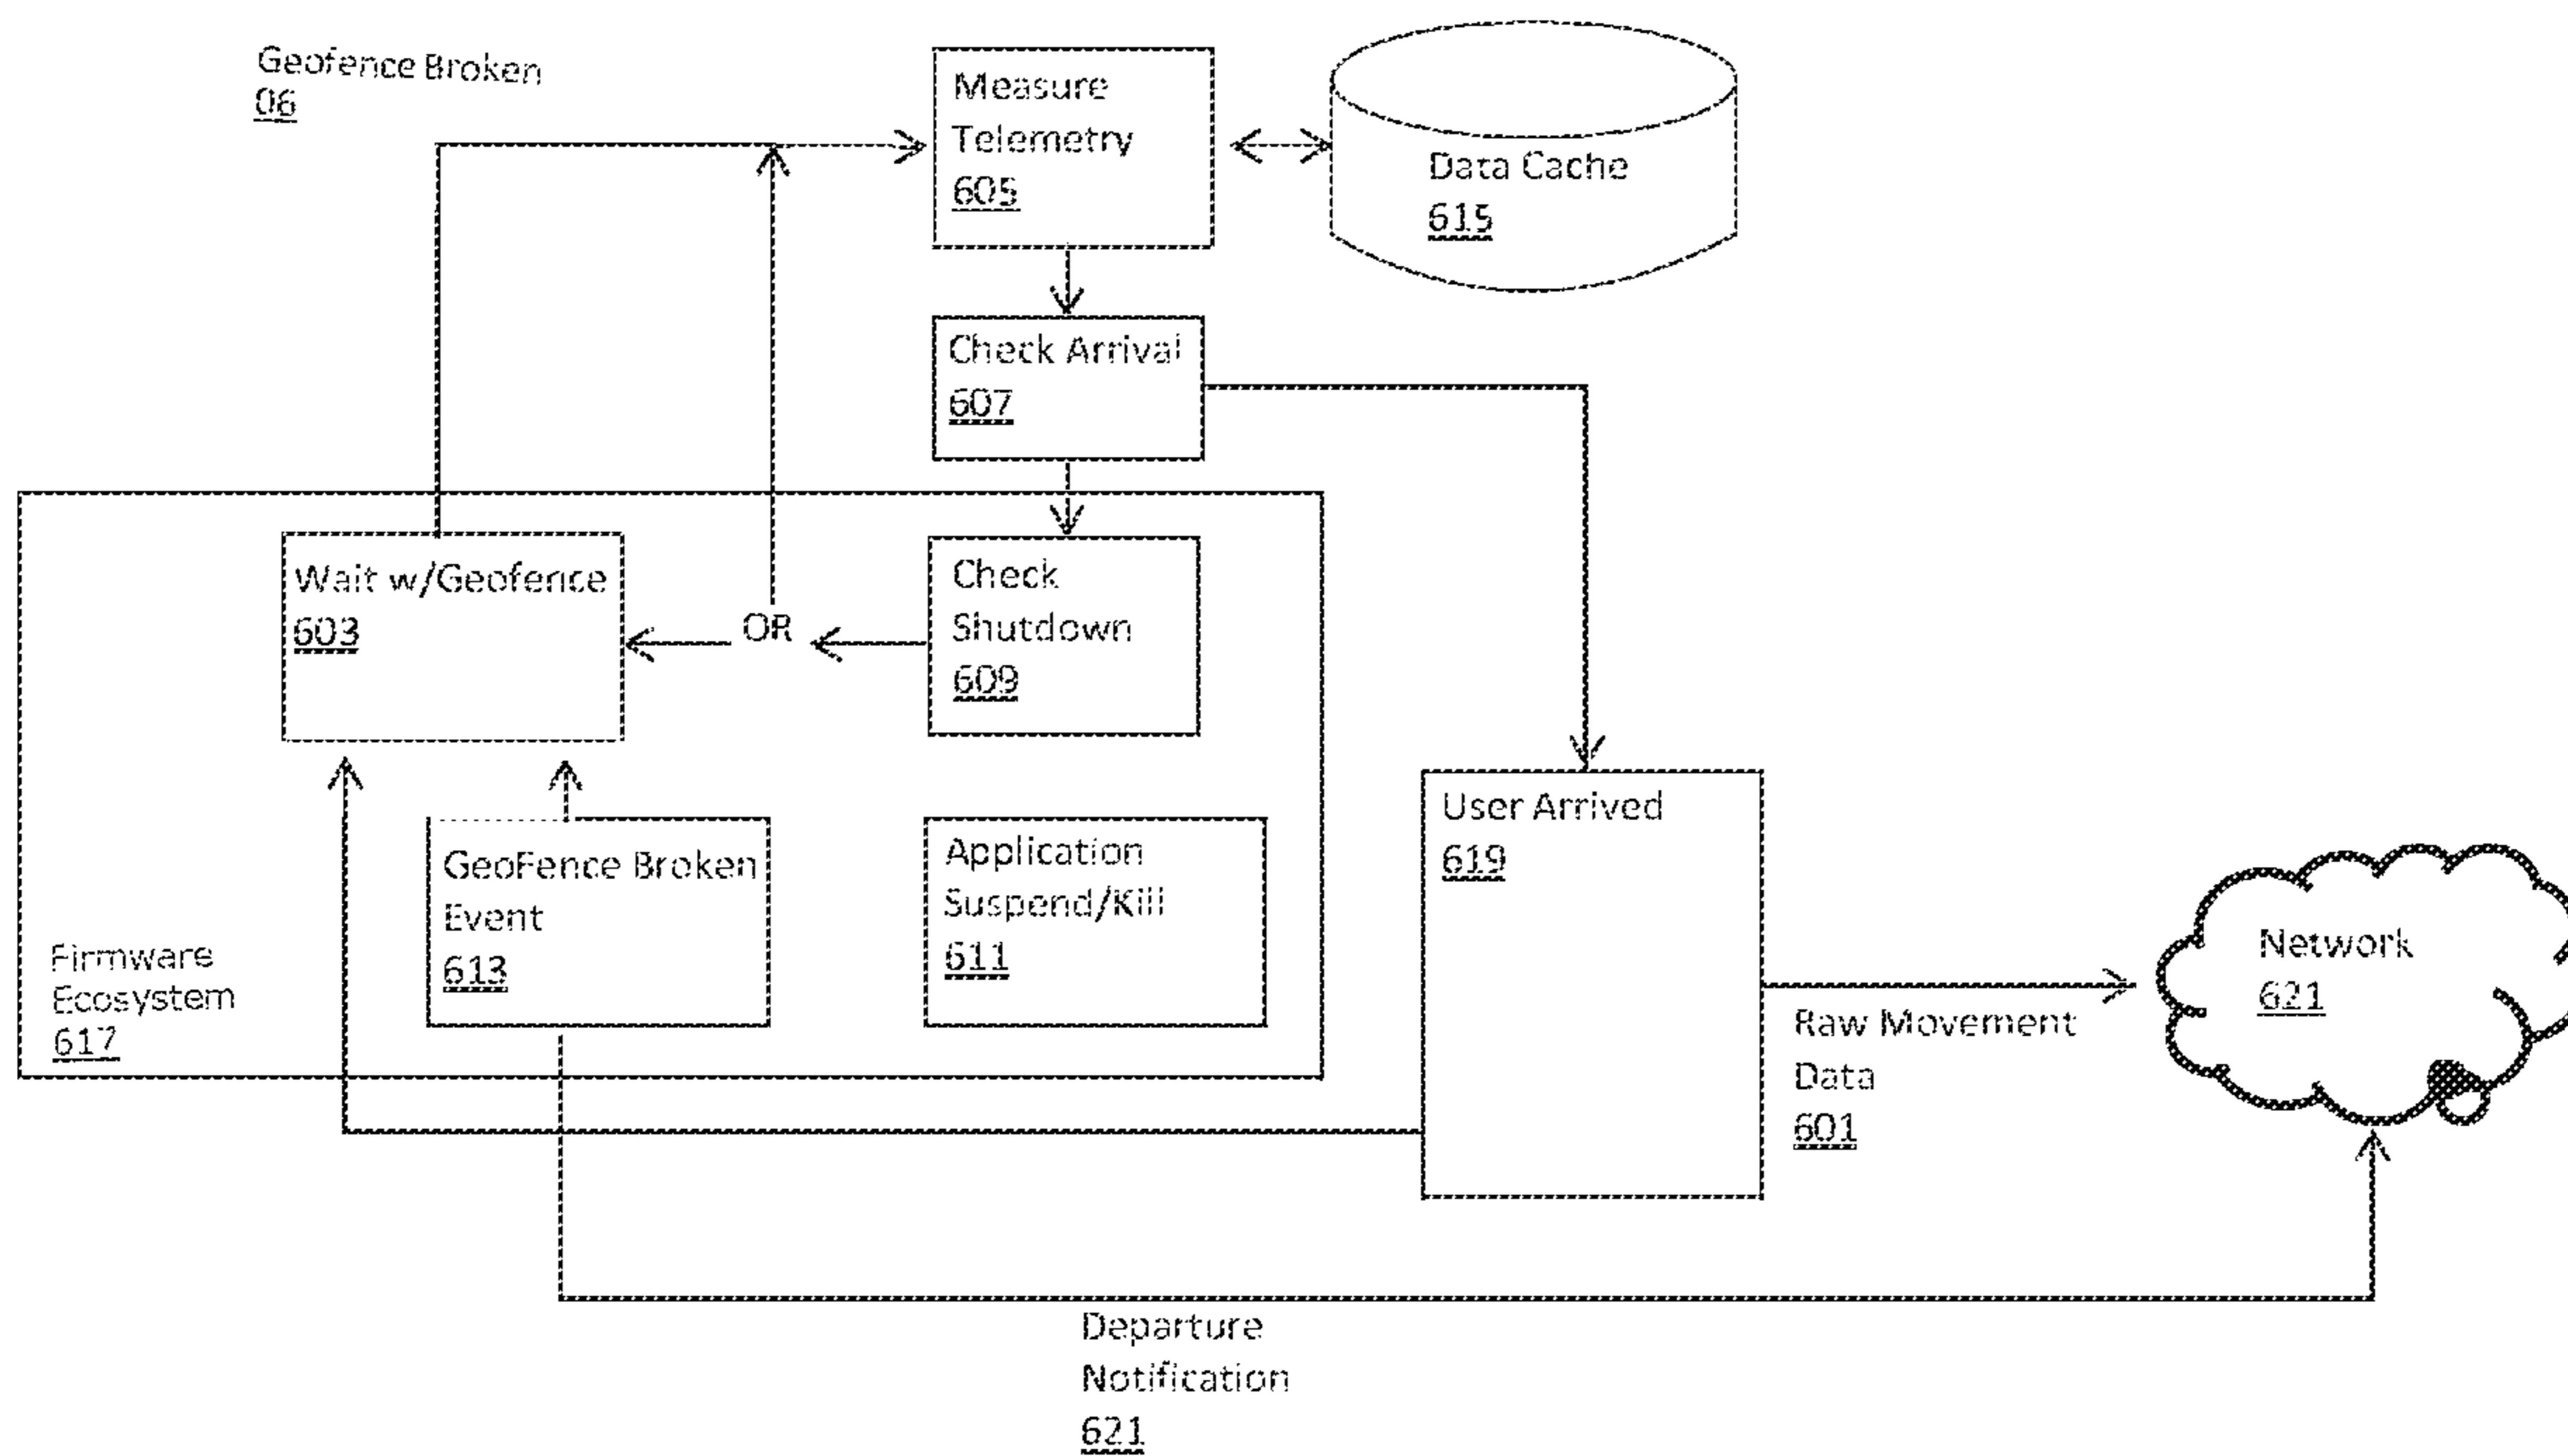 Geofence Broken
06
Measure
Telemetry
605
Data Cache
615
Check Arrival
607
Wait w/Geofence
603
OR
Check
Shutdown
609
GeoFence Broken
Event
613
Application
Suspend/Kill
611
Firmware
Ecosystem
617
User Arrived
619
Raw Movement
Data
601
Network
621
Departure
Notification
621